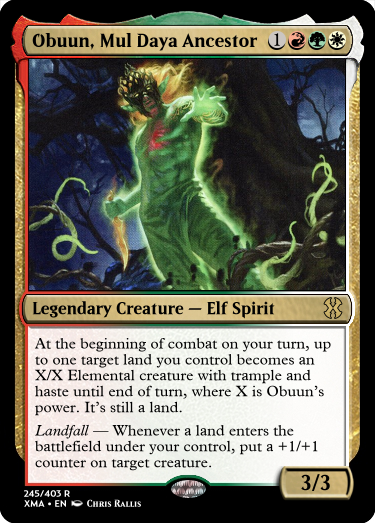 Obuun, Mul Daya Ancestor 1
Legendary Creature — Elf Spirit
At the beginning of combat on your turn, up
to one target land you control becomes an
X/X Elemental creature with trample and
haste until end of turn, where X is Obuun's
power. It's still a land.
Landfall — Whenever a land enters the
battlefield under your control, put a +1/+1
counter on target creature.
3/3
245/403 R
XMA • EN Chris Rallis